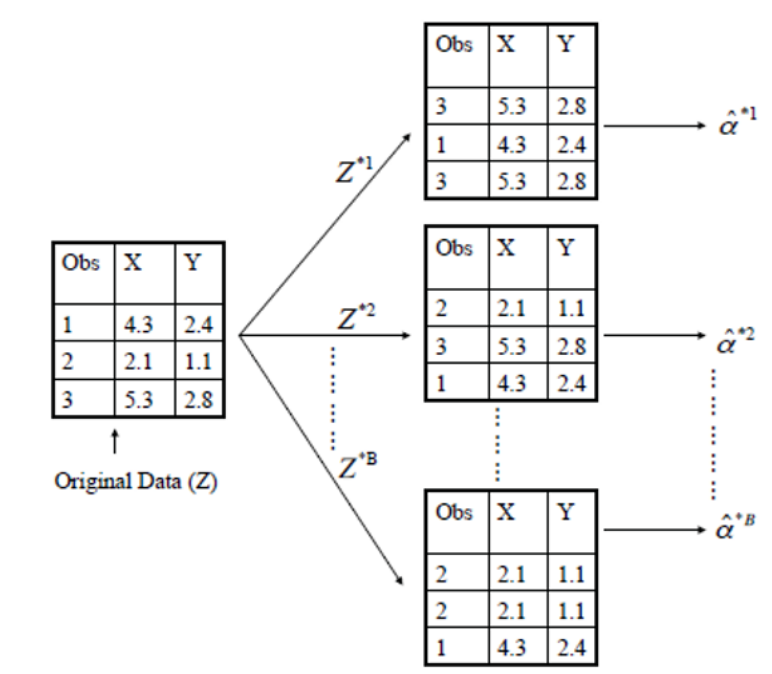 Obs X Y
3 5.3 2.8
1 4.3 2.4
3 5.3 2.8
α̂*1
Z*1
Obs X Y
1 4.3 2.4
2 2.1 1.1
3 5.3 2.8
Original Data (Z)
Z*2
Obs X Y
2 2.1 1.1
3 5.3 2.8
1 4.3 2.4
α̂*2
Z*B
Obs X Y
2 2.1 1.1
2 2.1 1.1
1 4.3 2.4
α̂*B